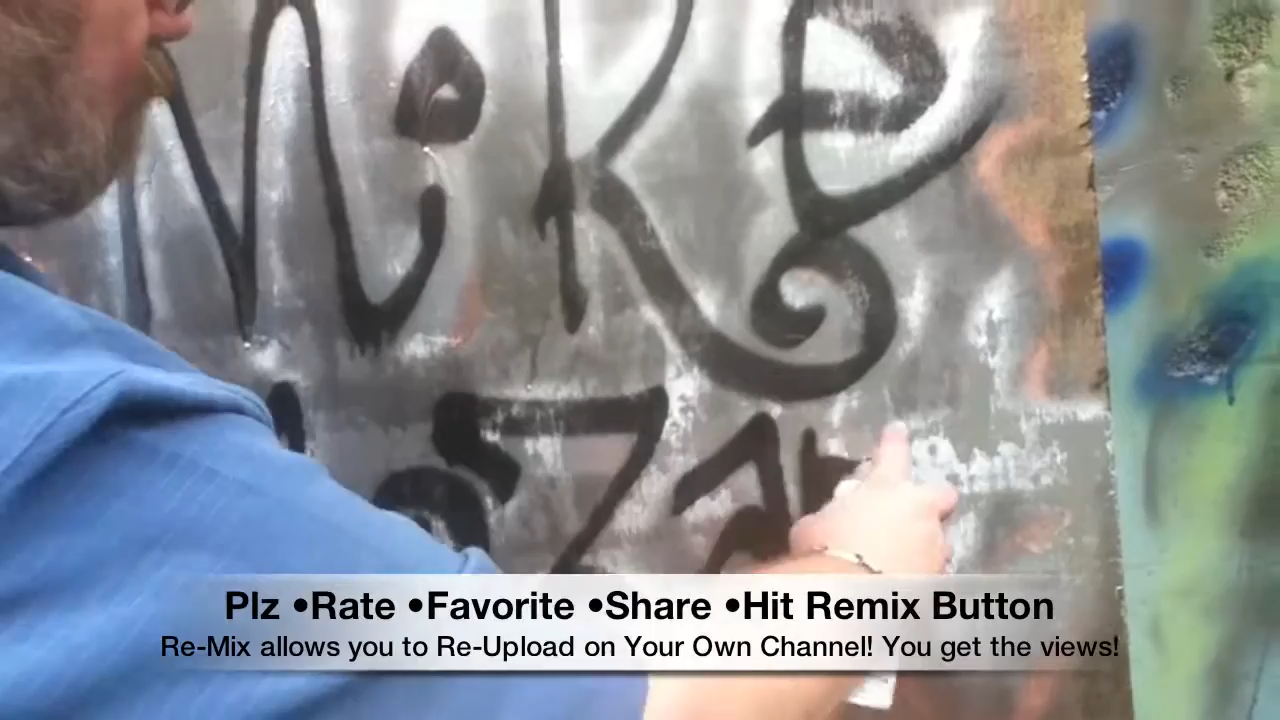 Mike
Plz •Rate •Favorite •Share •Hit Remix Button
Re-Mix allows you to Re-Upload on Your Own Channel! You get the views!